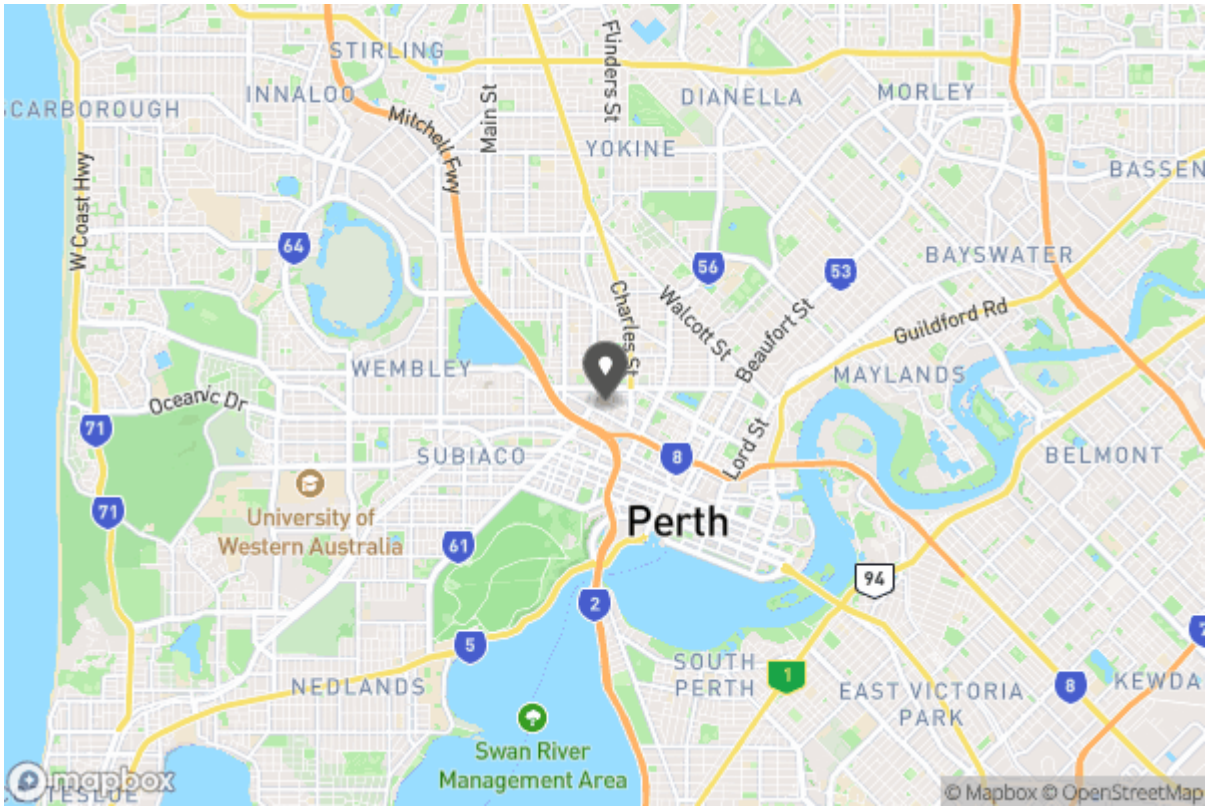 STIRLING
Flinders St
INNALOO
SCARBOROUGH
Main St
Mitchell Fwy
DIANELLA
MORLEY
YOKINE
BASSEN
W Coast Hwy
64
56
53
BAYSWATER
Charles St
Walcott St
Beaufort St
Guildford Rd
WEMBLEY
MAYLANDS
Oceanic Dr
71
SUBIACO
8
Lord St
BELMONT
71
University of
Western Australia
Perth
61
94
2
5
SOUTH
PERTH
1
EAST VICTORIA
PARK
8
KEWDA
7
NEDLANDS
Swan River
Management Area
mapbox
© Mapbox © OpenStreetMap